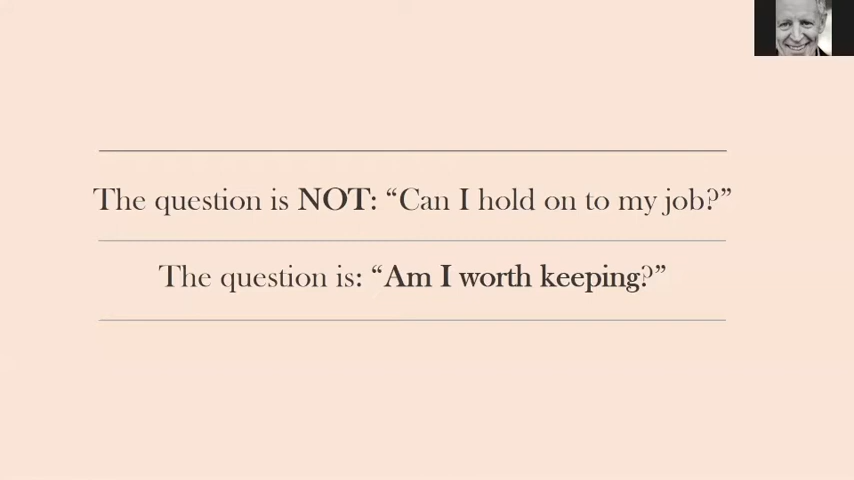 The question is NOT: “Can I hold on to my job?”
The question is: “Am I worth keeping?”